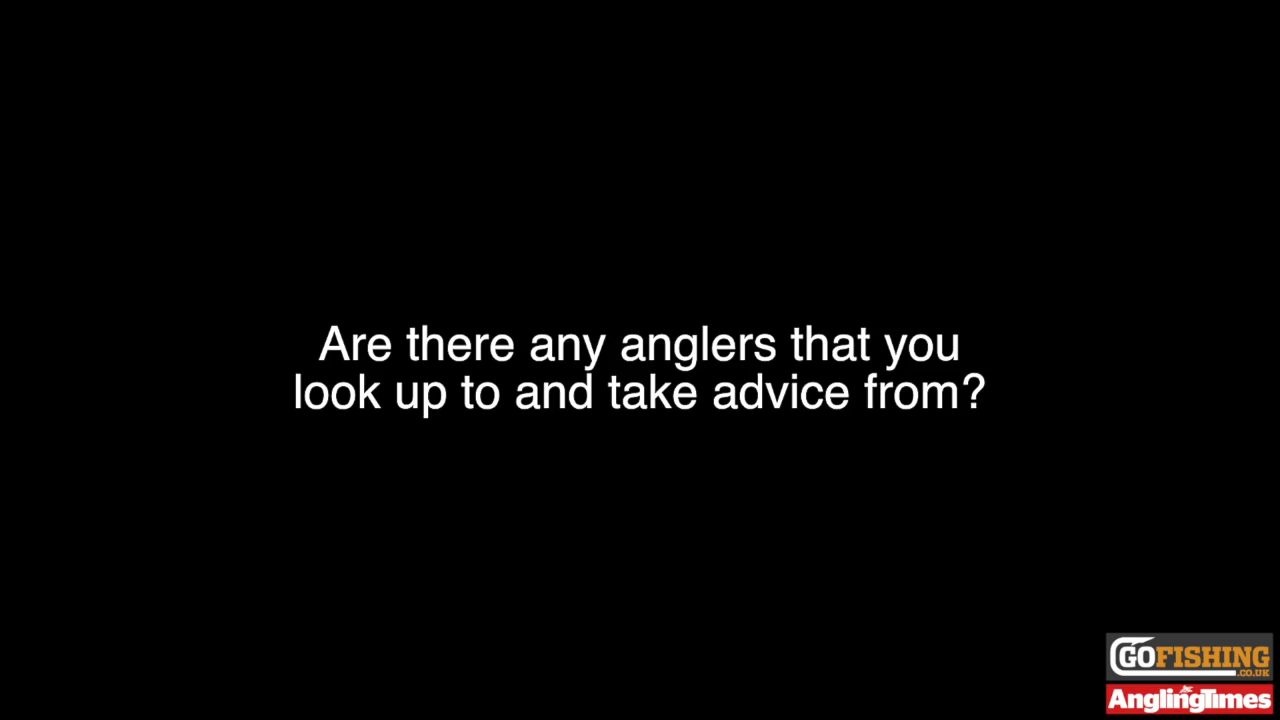 Are there any anglers that you
look up to and take advice from?
GOFISHING
.CO.UK
AnglingTimes